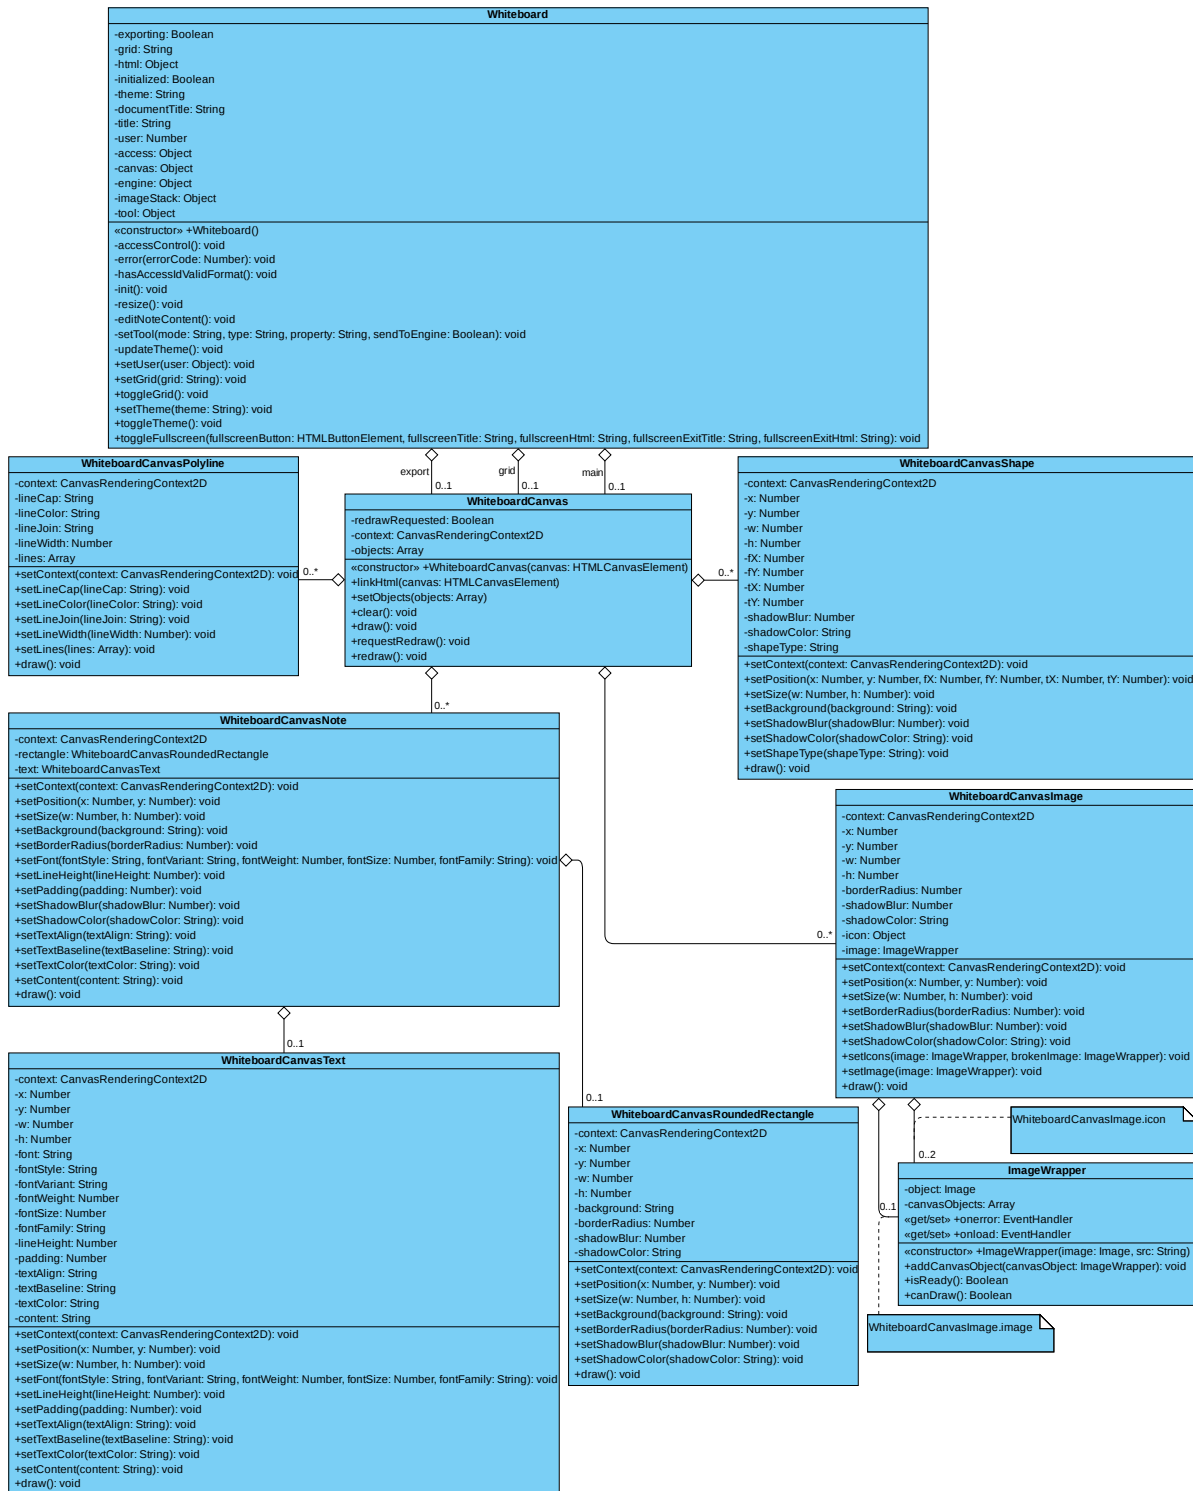 Whiteboard
-exporting: Boolean
-grid: String
-html: Object
-initialized: Boolean
-theme: String
-documentTitle: String
-title: String
-user: Number
-access: Object
-canvas: Object
-engine: Object
-imageStack: Object
-tool: Object
«constructor» +Whiteboard()
-accessControl(): void
-error(errorCode: Number): void
-hasAccessIdValidFormat(): void
-init(): void
-resize(): void
-editNoteContent(): void
-setTool(mode: String, type: String, property: String, sendToEngine: Boolean): void
-updateTheme(): void
+setUser(user: Object): void
+setGrid(grid: String): void
+toggleGrid(): void
+setTheme(theme: String): void
+toggleTheme(): void
+toggleFullscreen(fullscreenButton: HTMLButtonElement, fullscreenTitle: String, fullscreenHtml: String, fullscreenExitTitle: String, fullscreenExitHtml: String): void
export
grid
main
0..1
0..1
0..1
WhiteboardCanvasPolyline
-context: CanvasRenderingContext2D
-lineCap: String
-lineColor: String
-lineJoin: String
-lineWidth: Number
-lines: Array
+setContext(context: CanvasRenderingContext2D): void
+setLineCap(lineCap: String): void
+setLineColor(lineColor: String): void
+setLineJoin(lineJoin: String): void
+setLineWidth(lineWidth: Number): void
+setLines(lines: Array): void
+draw(): void
0..*
WhiteboardCanvas
-redrawRequested: Boolean
-context: CanvasRenderingContext2D
-objects: Array
«constructor» +WhiteboardCanvas(canvas: HTMLCanvasElement)
+linkHtml(canvas: HTMLCanvasElement)
+setObjects(objects: Array)
+clear(): void
+draw(): void
+requestRedraw(): void
+redraw(): void
0..*
WhiteboardCanvasShape
-context: CanvasRenderingContext2D
-x: Number
-y: Number
-w: Number
-h: Number
-fX: Number
-fY: Number
-tX: Number
-tY: Number
-shadowBlur: Number
-shadowColor: String
-shapeType: String
+setContext(context: CanvasRenderingContext2D): void
+setPosition(x: Number, y: Number, fX: Number, fY: Number, tX: Number, tY: Number): void
+setSize(w: Number, h: Number): void
+setBackground(background: String): void
+setShadowBlur(shadowBlur: Number): void
+setShadowColor(shadowColor: String): void
+setShapeType(shapeType: String): void
+draw(): void
0..*
WhiteboardCanvasNote
-context: CanvasRenderingContext2D
-rectangle: WhiteboardCanvasRoundedRectangle
-text: WhiteboardCanvasText
+setContext(context: CanvasRenderingContext2D): void
+setPosition(x: Number, y: Number): void
+setSize(w: Number, h: Number): void
+setBackground(background: String): void
+setBorderRadius(borderRadius: Number): void
+setFont(fontStyle: String, fontVariant: String, fontWeight: Number, fontSize: Number, fontFamily: String): void
+setLineHeight(lineHeight: Number): void
+setPadding(padding: Number): void
+setShadowBlur(shadowBlur: Number): void
+setShadowColor(shadowColor: String): void
+setTextAlign(textAlign: String): void
+setTextBaseline(textBaseline: String): void
+setTextColor(textColor: String): void
+setContent(content: String): void
+draw(): void
0..*
WhiteboardCanvasImage
-context: CanvasRenderingContext2D
-x: Number
-y: Number
-w: Number
-h: Number
-borderRadius: Number
-shadowBlur: Number
-shadowColor: String
-icon: Object
-image: ImageWrapper
+setContext(context: CanvasRenderingContext2D): void
+setPosition(x: Number, y: Number): void
+setSize(w: Number, h: Number): void
+setBorderRadius(borderRadius: Number): void
+setShadowBlur(shadowBlur: Number): void
+setShadowColor(shadowColor: String): void
+setIcons(image: ImageWrapper, brokenImage: ImageWrapper): void
+setImage(image: ImageWrapper): void
+draw(): void
0..1
WhiteboardCanvasText
-context: CanvasRenderingContext2D
-x: Number
-y: Number
-w: Number
-h: Number
-font: String
-fontStyle: String
-fontVariant: String
-fontWeight: Number
-fontSize: Number
-fontFamily: String
-lineHeight: Number
-padding: Number
-textAlign: String
-textBaseline: String
-textColor: String
-content: String
+setContext(context: CanvasRenderingContext2D): void
+setPosition(x: Number, y: Number): void
+setSize(w: Number, h: Number): void
+setFont(fontStyle: String, fontVariant: String, fontWeight: Number, fontSize: Number, fontFamily: String): void
+setLineHeight(lineHeight: Number): void
+setPadding(padding: Number): void
+setTextAlign(textAlign: String): void
+setTextBaseline(textBaseline: String): void
+setTextColor(textColor: String): void
+setContent(content: String): void
+draw(): void
0..1
WhiteboardCanvasRoundedRectangle
-context: CanvasRenderingContext2D
-x: Number
-y: Number
-w: Number
-h: Number
-background: String
-borderRadius: Number
-shadowBlur: Number
-shadowColor: String
+setContext(context: CanvasRenderingContext2D): void
+setPosition(x: Number, y: Number): void
+setSize(w: Number, h: Number): void
+setBackground(background: String): void
+setBorderRadius(borderRadius: Number): void
+setShadowBlur(shadowBlur: Number): void
+setShadowColor(shadowColor: String): void
+draw(): void
WhiteboardCanvasImage.icon
0..2
0..1
ImageWrapper
-object: Image
-canvasObjects: Array
«get/set» +onerror: EventHandler
«get/set» +onload: EventHandler
«constructor» +ImageWrapper(image: Image, src: String)
+addCanvasObject(canvasObject: ImageWrapper): void
+isReady(): Boolean
+canDraw(): Boolean
WhiteboardCanvasImage.image